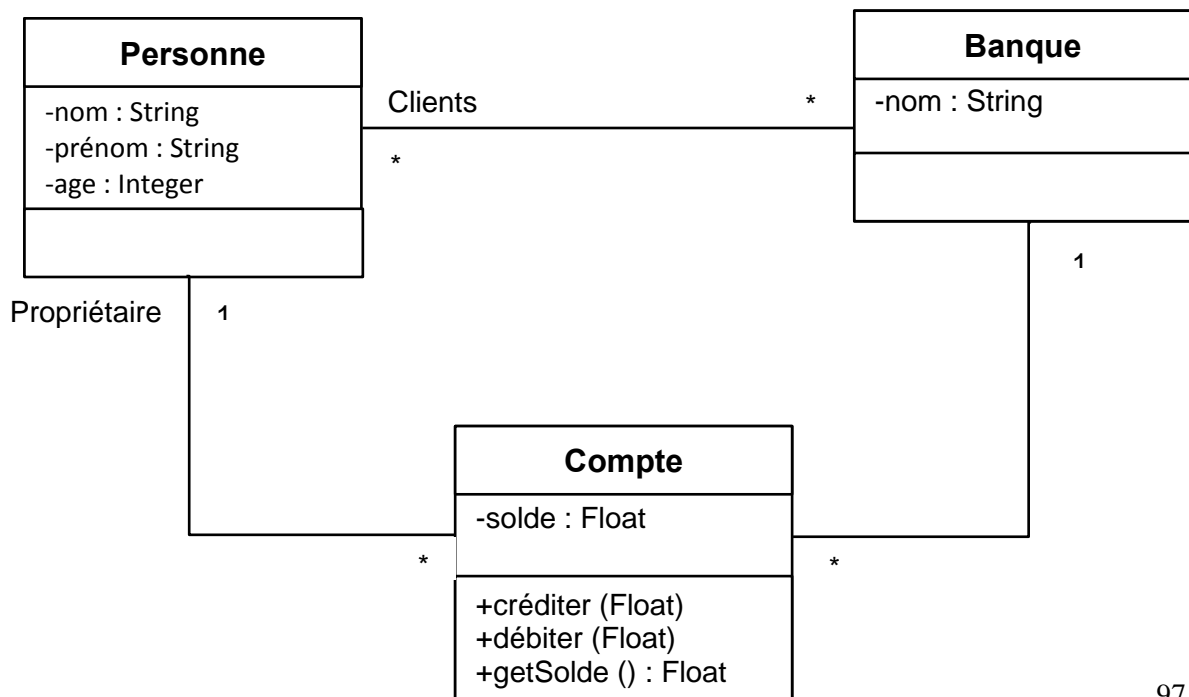 Personne
-nom : String
-prénom : String
-age : Integer
Clients
*
*
Banque
-nom : String
Propriétaire
1
1
Compte
-solde : Float
*
*
+créditer (Float)
+débiter (Float)
+getSolde () : Float
97